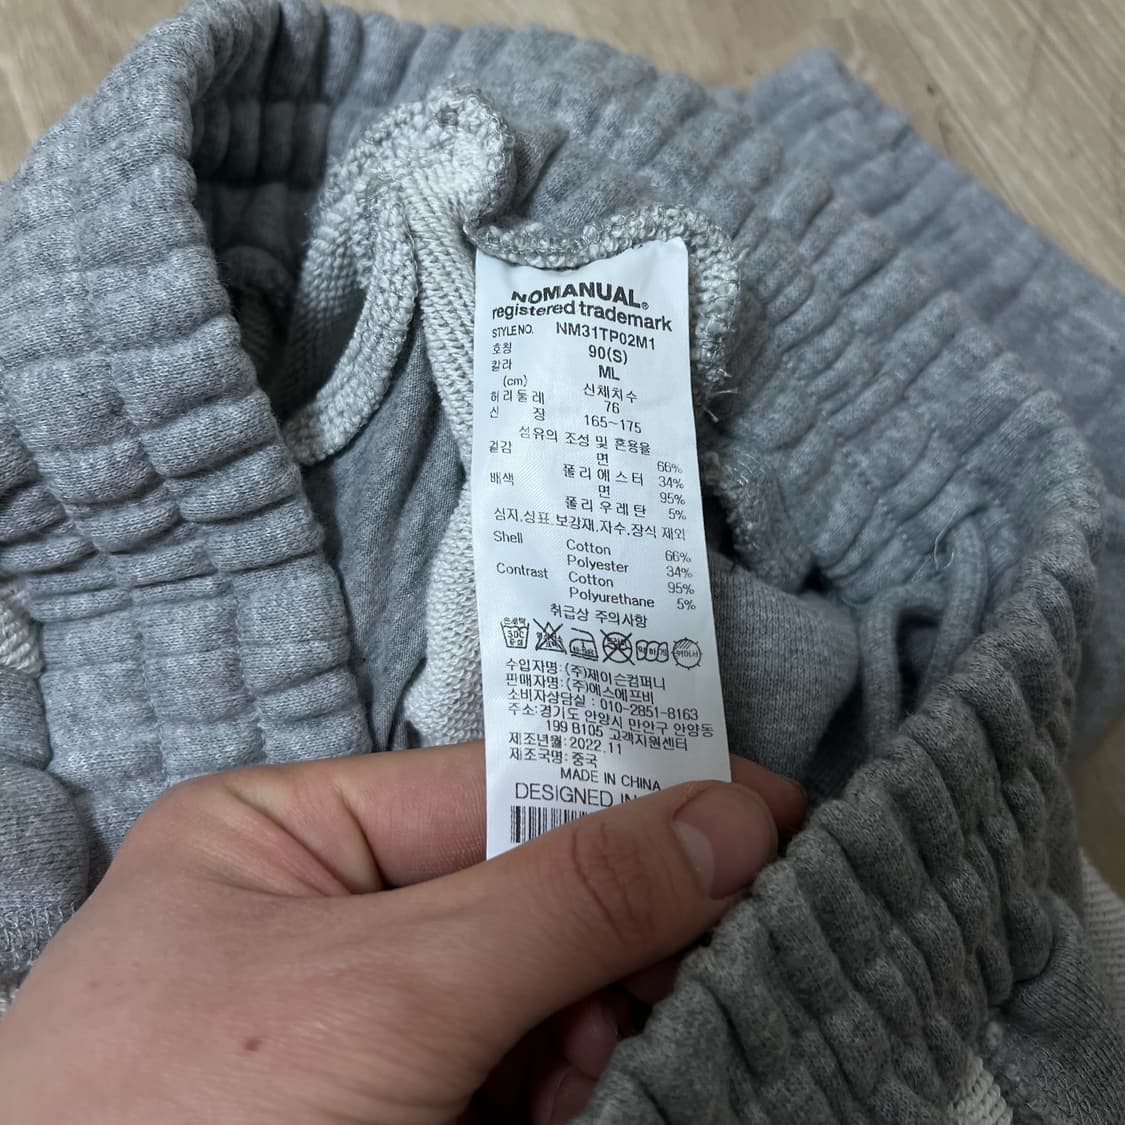 NOMANUAL®
registered trademark
STYLE NO. NM31TP02M1
호칭 90(S)
칼라 ML
(cm) 신체치수
허리둘레 76
신 장 165~175
섬유의 조성 및 혼용율
겉감 면 66%
폴리에스터 34%
배색 면 95%
폴리우레탄 5%
심지,심표,보강재,자수,장식 제외
Shell Cotton 66%
Polyester 34%
Contrast Cotton 95%
Polyurethane 5%
취급상 주의사항
수입자명: (주)제이슨컴퍼니
판매자명: (주)에스에프비
소비자상담실 : 010-2851-8163
주소: 경기도 안양시 만안구 안양동
199 B105 고객지원센터
제조년월: 2022.11
제조국명: 중국
MADE IN CHINA
DESIGNED IN